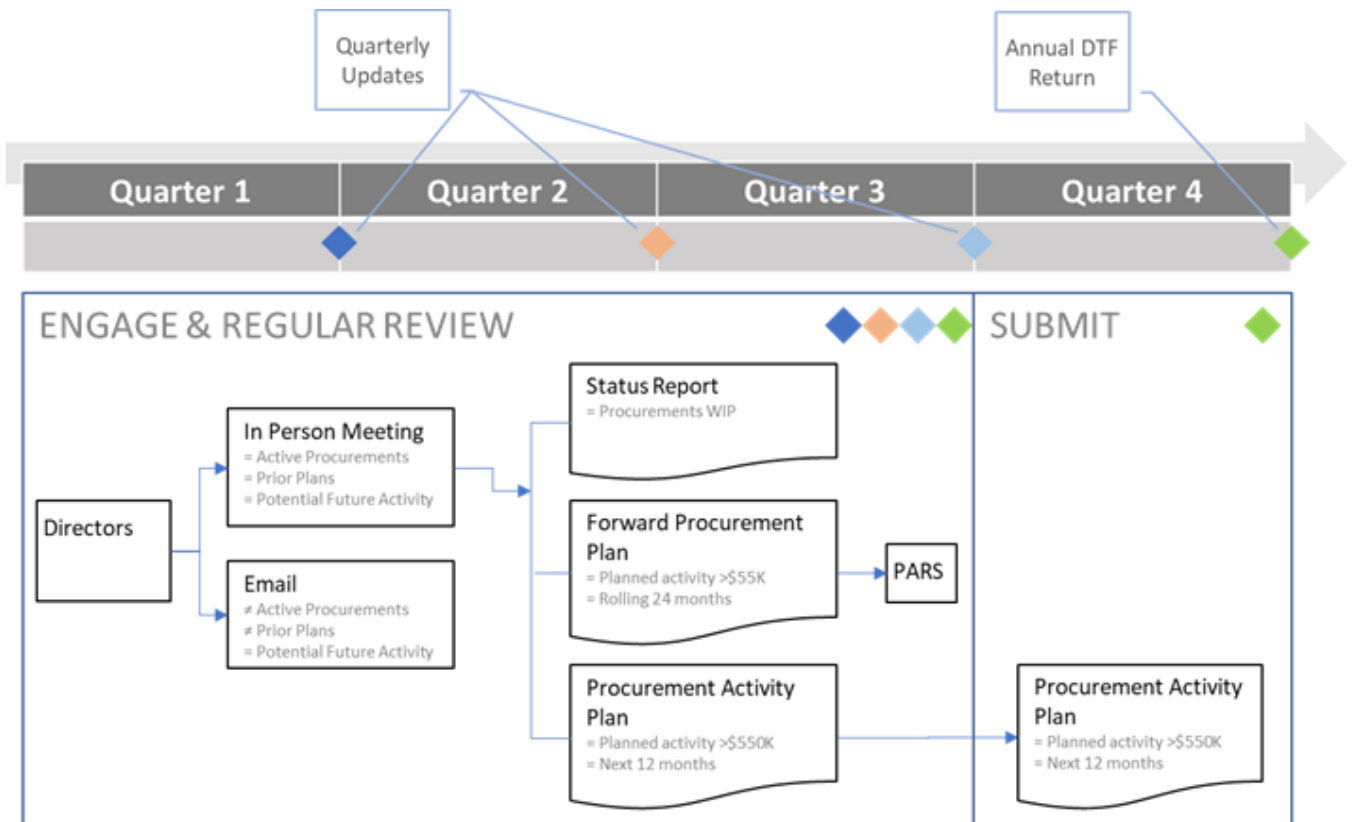 Quarterly
Updates
Annual DTF
Return
Quarter 1
Quarter 2
Quarter 3
Quarter 4
ENGAGE & REGULAR REVIEW
SUBMIT
Directors
In Person Meeting
= Active Procurements
= Prior Plans
= Potential Future Activity
Email
≠ Active Procurements
≠ Prior Plans
= Potential Future Activity
Status Report
= Procurements WIP
Forward Procurement
Plan
= Planned activity >$55K
= Rolling 24 months
PARS
Procurement Activity
Plan
= Planned activity >$550K
= Next 12 months
Procurement Activity
Plan
= Planned activity >$550K
= Next 12 months